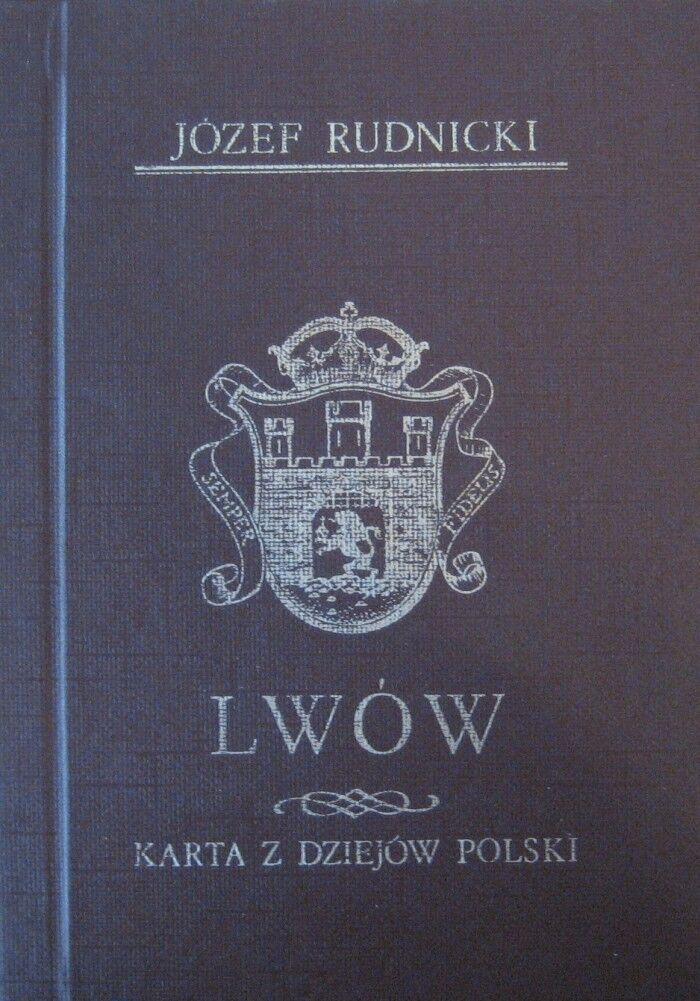 JÓZEF RUDNICKI
SEMPER FIDELIS
LWÓW
KARTA Z DZIEJÓW POLSKI